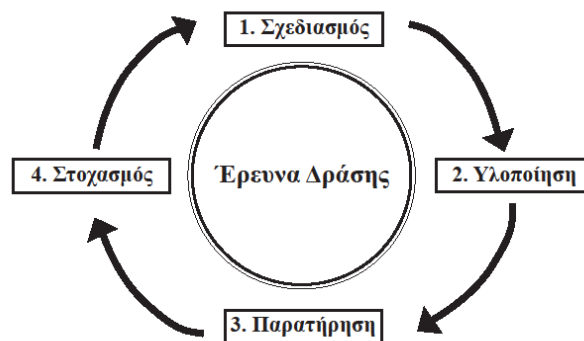 1. Σχεδιασμός
Έρευνα Δράσης
4. Στοχασμός
2. Υλοποίηση
3. Παρατήρηση